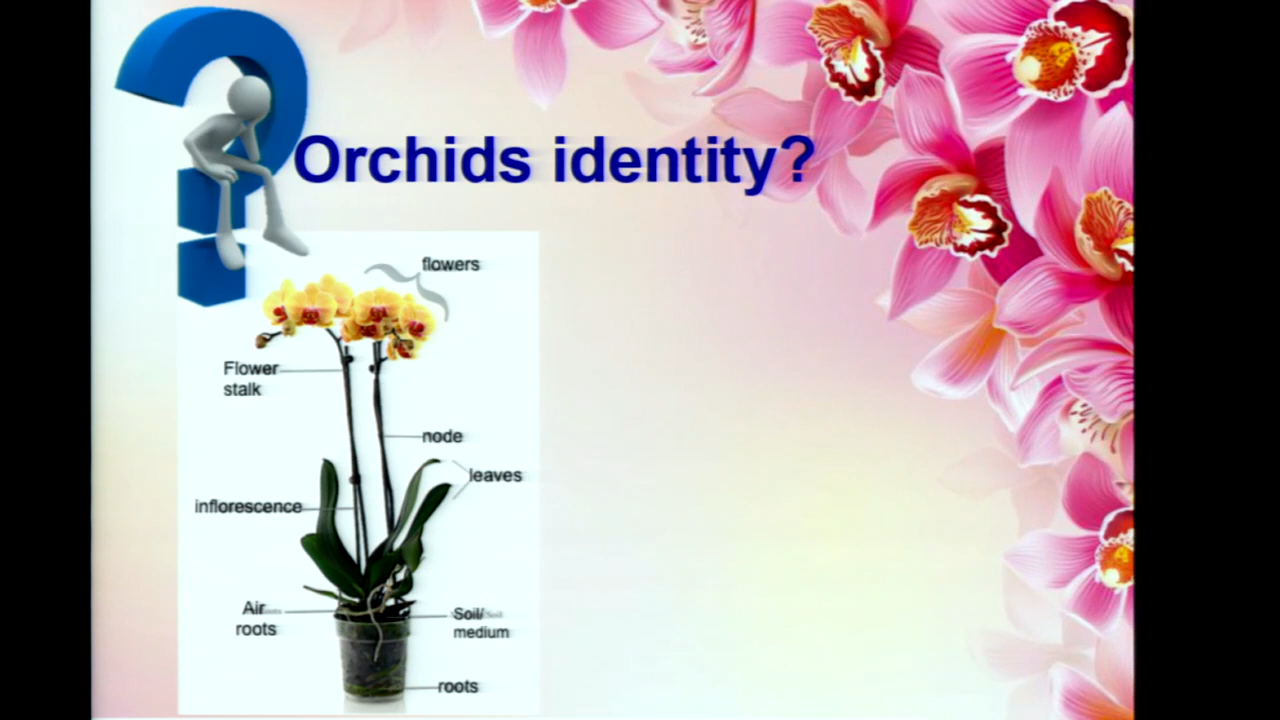 Orchids identity?
flowers
Flower
stalk
node
leaves
inflorescence
Air
roots
Soil/
medium
roots